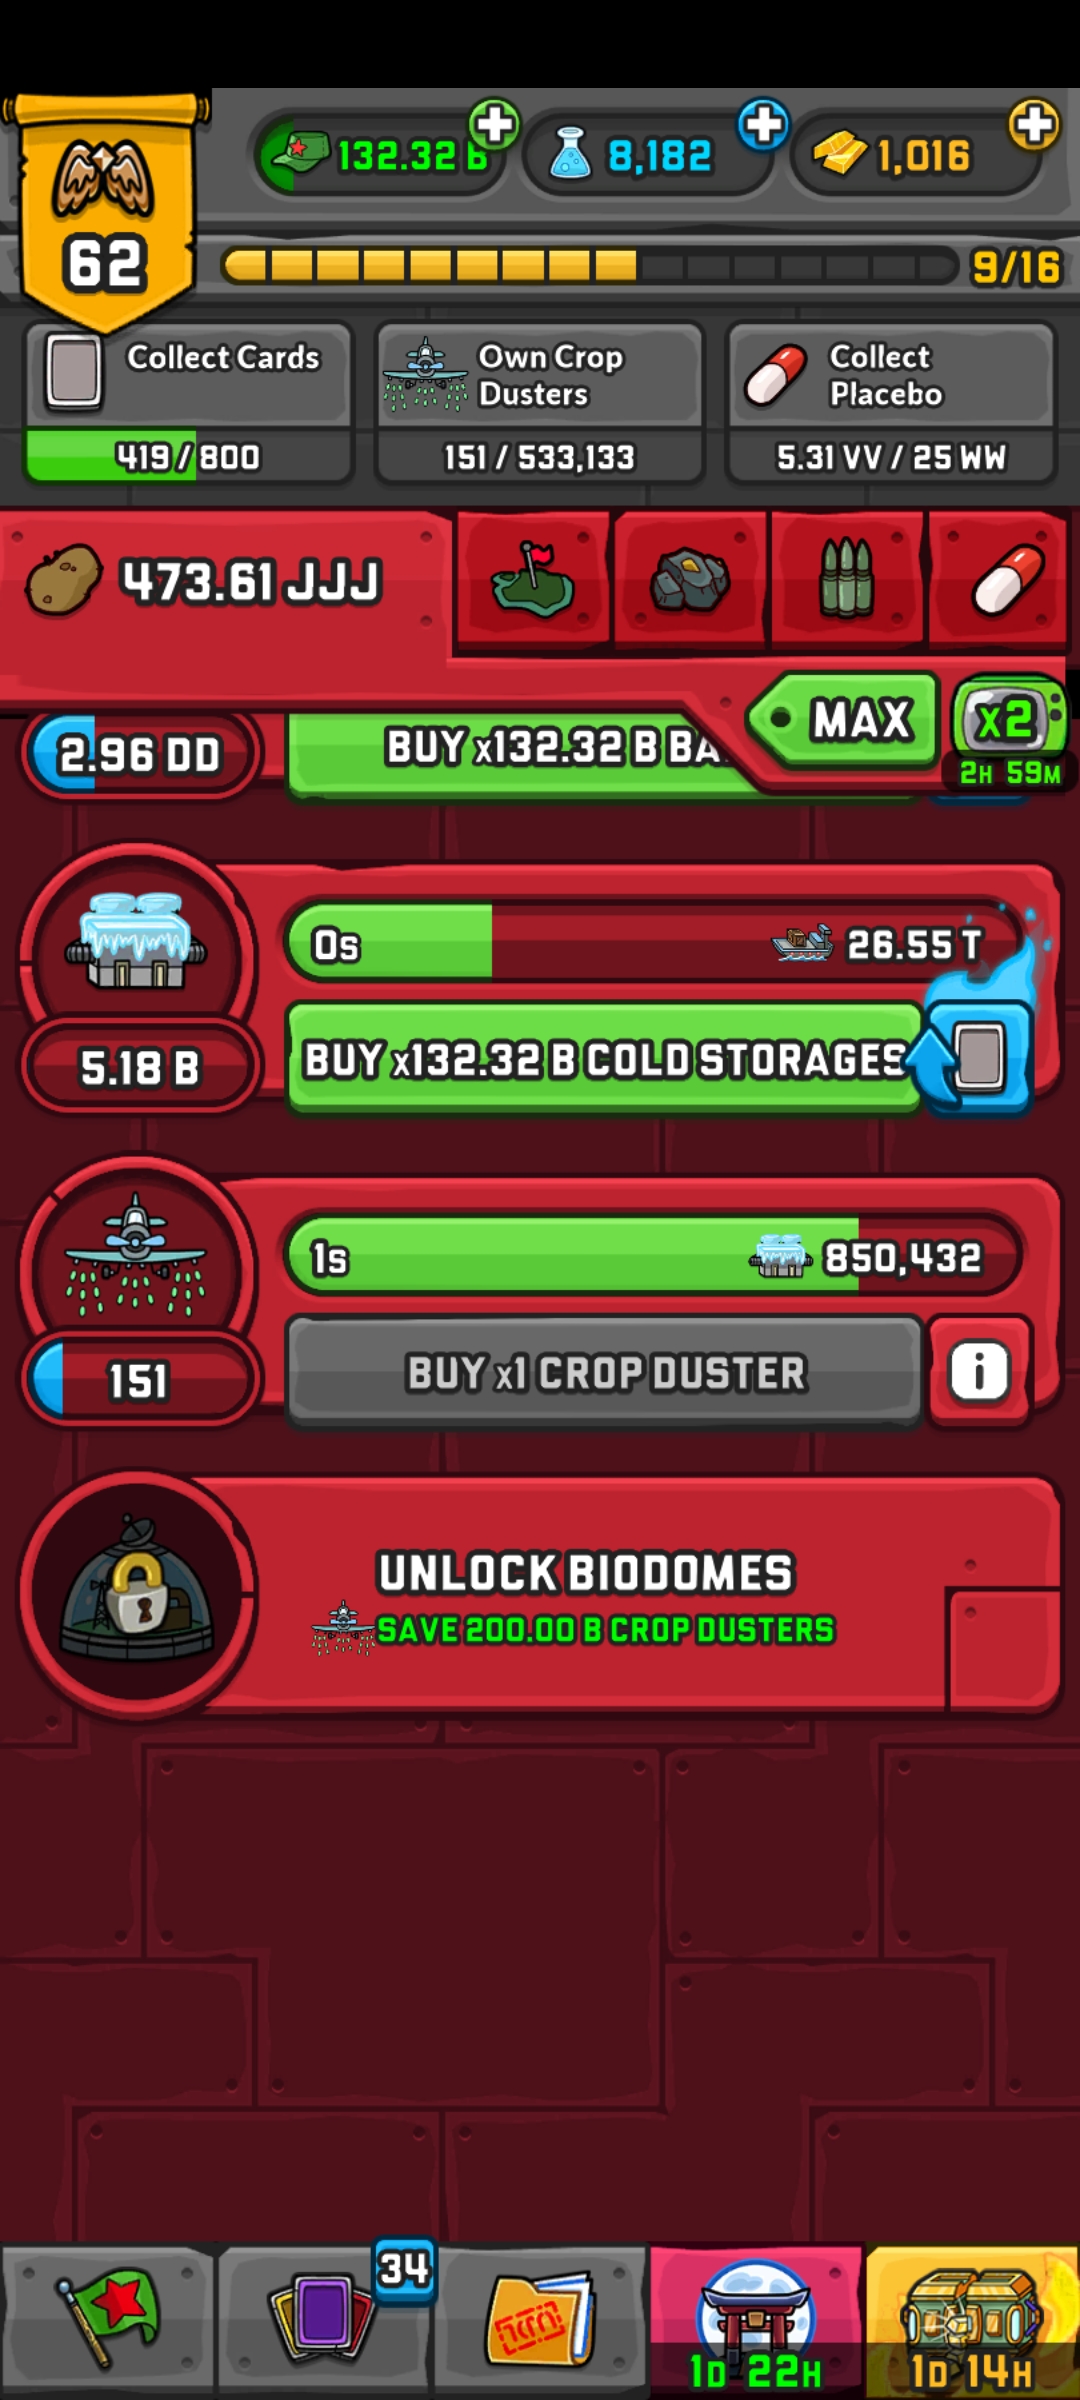 132.32 B
8,182
1,016
62
9/16
Collect Cards
419 / 800
Own Crop
Dusters
151 / 533,133
Collect
Placebo
5.31 VV / 25 WW
473.61 JJJ
MAX
x2
2H 59M
2.96 DD
BUY x132.32 B BA
0s
26.55 T
5.18 B
BUY x132.32 B COLD STORAGES
1s
850,432
151
BUY x1 CROP DUSTER
i
UNLOCK BIODOMES
SAVE 200.00 B CROP DUSTERS
34
1D 22H
1D 14H